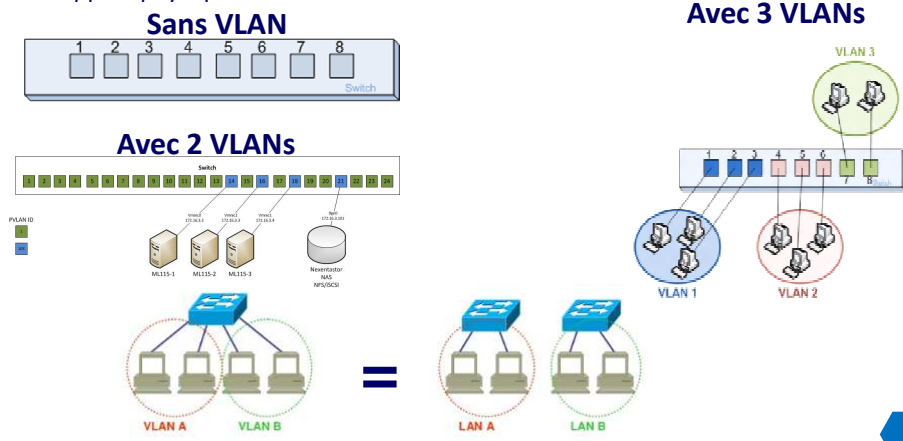 Sans VLAN
1 2 3 4 5 6 7 8
Switch
Avec 2 VLANs
Switch
1 2 3 4 5 6 7 8 9 10 11 12 13 14 15 16 17 18 19 20 21 22 23 24
PVLAN ID
1
ML115-1
ML115-2
ML115-3
Nexentastor
NAS
NFS/iSCSI
VLAN A
VLAN B
=
LAN A
LAN B
Avec 3 VLANs
VLAN 3
1 2 3 4 5 6 7 8
Switch
VLAN 1
VLAN 2